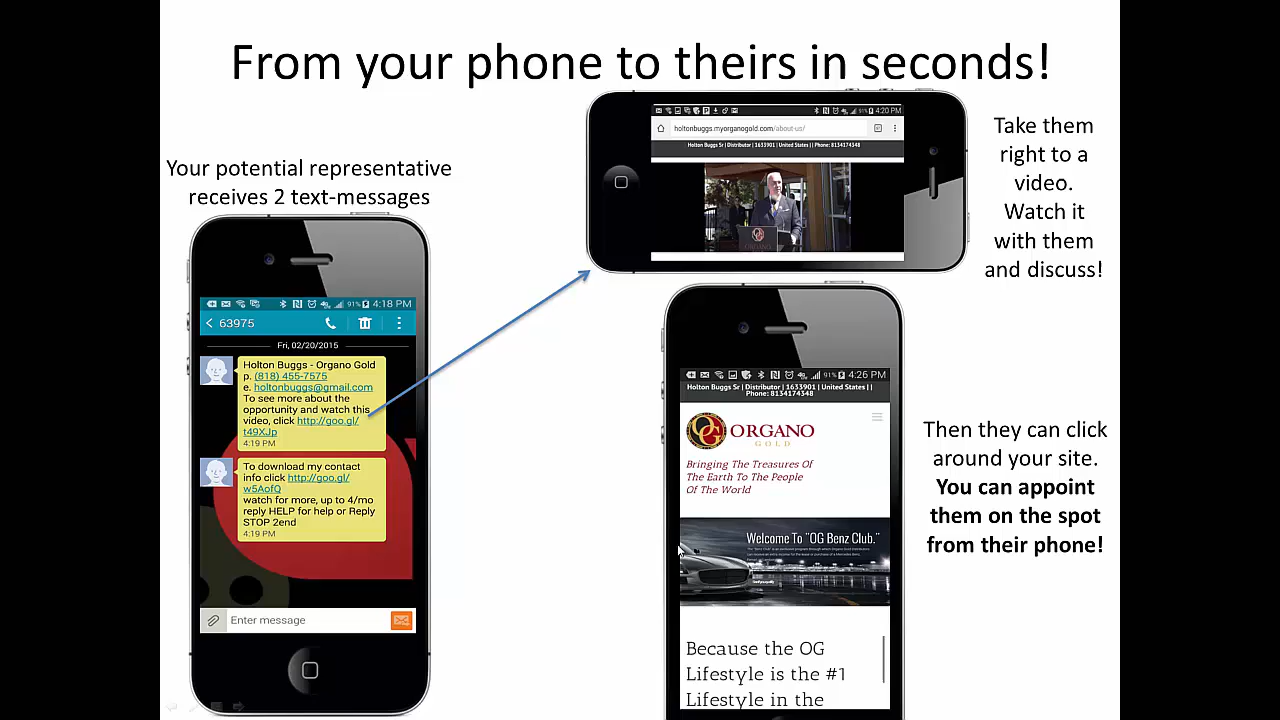 From your phone to theirs in seconds!
Your potential representative
receives 2 text-messages
91% 4:18 PM
63975
Fri, 02/20/2015
Holton Buggs - Organo Gold
p. (818) 455-7575
e. holtonbuggs@gmail.com
To see more about the
opportunity and watch this
video, click http://goo.gl/
t49XJp
4:19 PM
To download my contact
info click http://goo.gl/
w5AofQ
watch for more, up to 4/mo
reply HELP for help or Reply
STOP 2end
4:19 PM
Enter message
91% 4:20 PM
holtonbuggs.myorganogold.com/about-us/
Holton Buggs Sr | Distributor | 1633901 | United States | | Phone: 8134174348
ORGANO
Take them
right to a
video.
Watch it
with them
and discuss!
91% 4:26 PM
Holton Buggs Sr | Distributor | 1633901 | United States | |
Phone: 8134174348
OG ORGANO
GOLD
Bringing The Treasures Of
The Earth To The People
Of The World
Welcome To "OG Benz Club."
Because the OG
Lifestyle is the #1
Lifestyle in the
Then they can click
around your site.
You can appoint
them on the spot
from their phone!